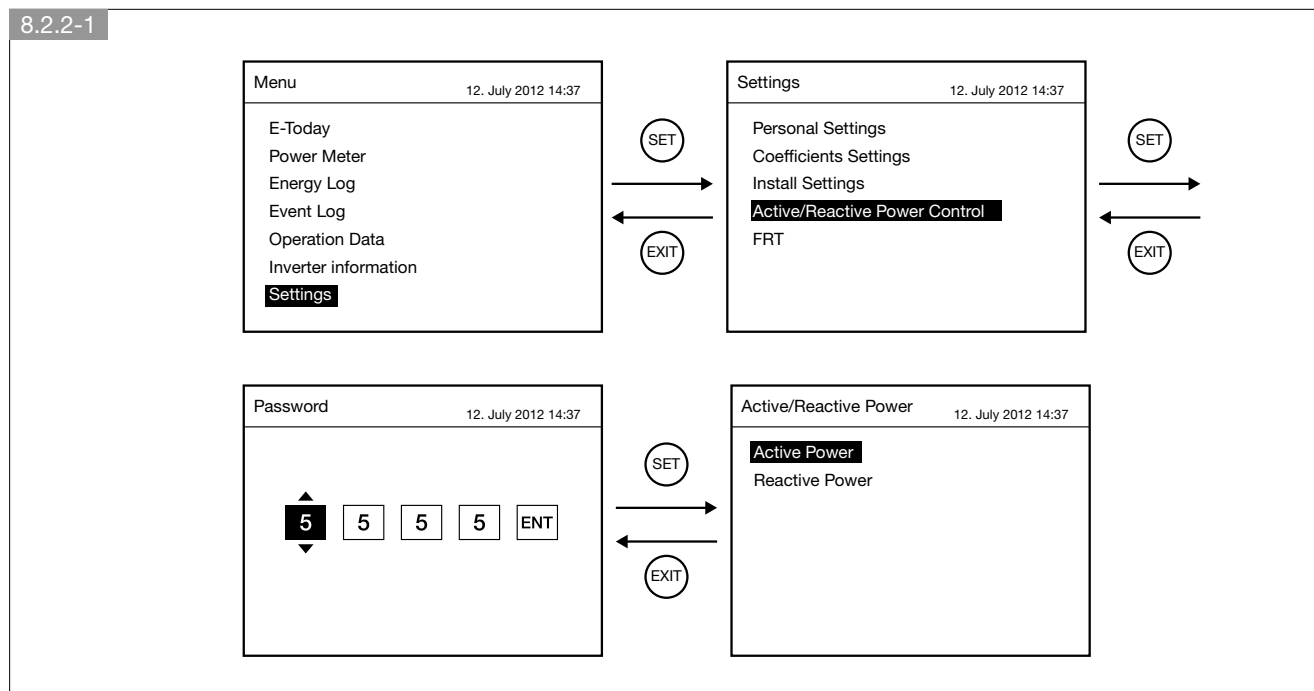 8.2.2-1
Menu
12. July 2012 14:37
E-Today
Power Meter
Energy Log
Event Log
Operation Data
Inverter information
Settings
SET
EXIT
Settings
12. July 2012 14:37
Personal Settings
Coefficients Settings
Install Settings
Active/Reactive Power Control
FRT
SET
EXIT
Password
12. July 2012 14:37
5 5 5 5 ENT
SET
EXIT
Active/Reactive Power
12. July 2012 14:37
Active Power
Reactive Power